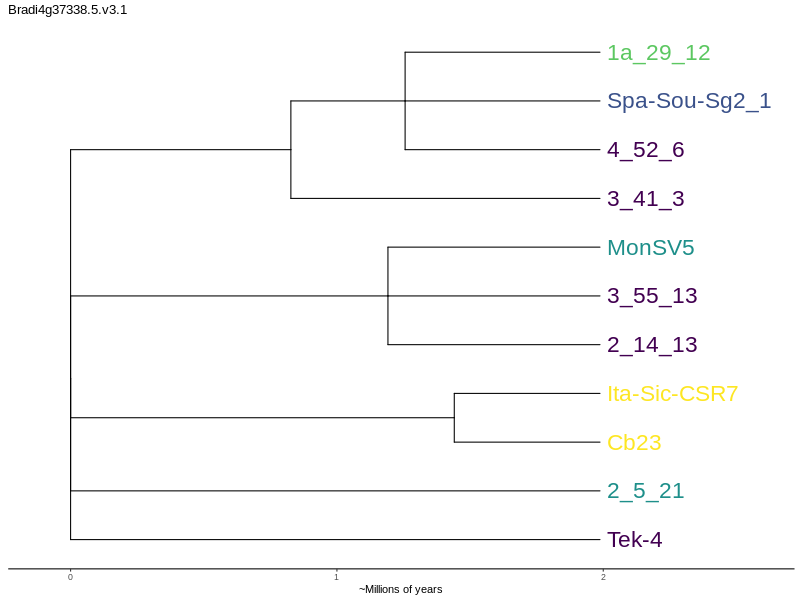 Bradi4g37338.5.v3.1
1a_29_12
Spa-Sou-Sg2_1
4_52_6
3_41_3
MonSV5
3_55_13
2_14_13
Ita-Sic-CSR7
Cb23
2_5_21
Tek-4
0 1 2
~Millions of years